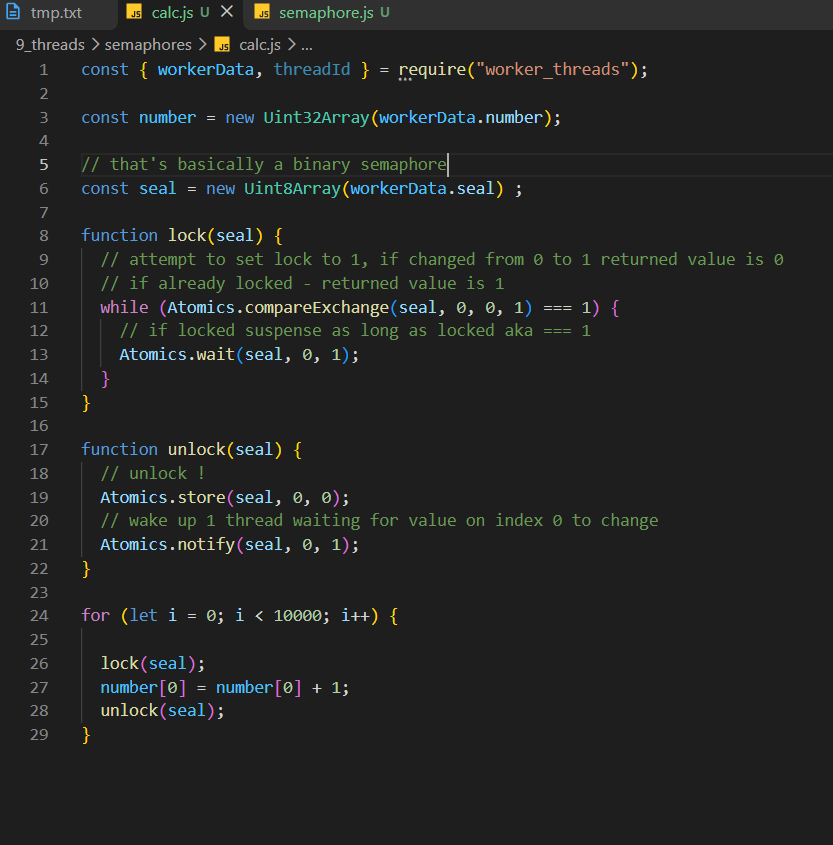 tmp.txt JS calc.js U × JS semaphore.js U
9_threads > semaphores > JS calc.js > ...
1 const { workerData, threadId } = require("worker_threads");
2
3 const number = new Uint32Array(workerData.number);
4
5 // that's basically a binary semaphore
6 const seal = new Uint8Array(workerData.seal) ;
7
8 function lock(seal) {
9 // attempt to set lock to 1, if changed from 0 to 1 returned value is 0
10 // if already locked - returned value is 1
11 while (Atomics.compareExchange(seal, 0, 0, 1) === 1) {
12 // if locked suspense as long as locked aka === 1
13 Atomics.wait(seal, 0, 1);
14 }
15 }
16
17 function unlock(seal) {
18 // unlock !
19 Atomics.store(seal, 0, 0);
20 // wake up 1 thread waiting for value on index 0 to change
21 Atomics.notify(seal, 0, 1);
22 }
23
24 for (let i = 0; i < 10000; i++) {
25
26 lock(seal);
27 number[0] = number[0] + 1;
28 unlock(seal);
29 }